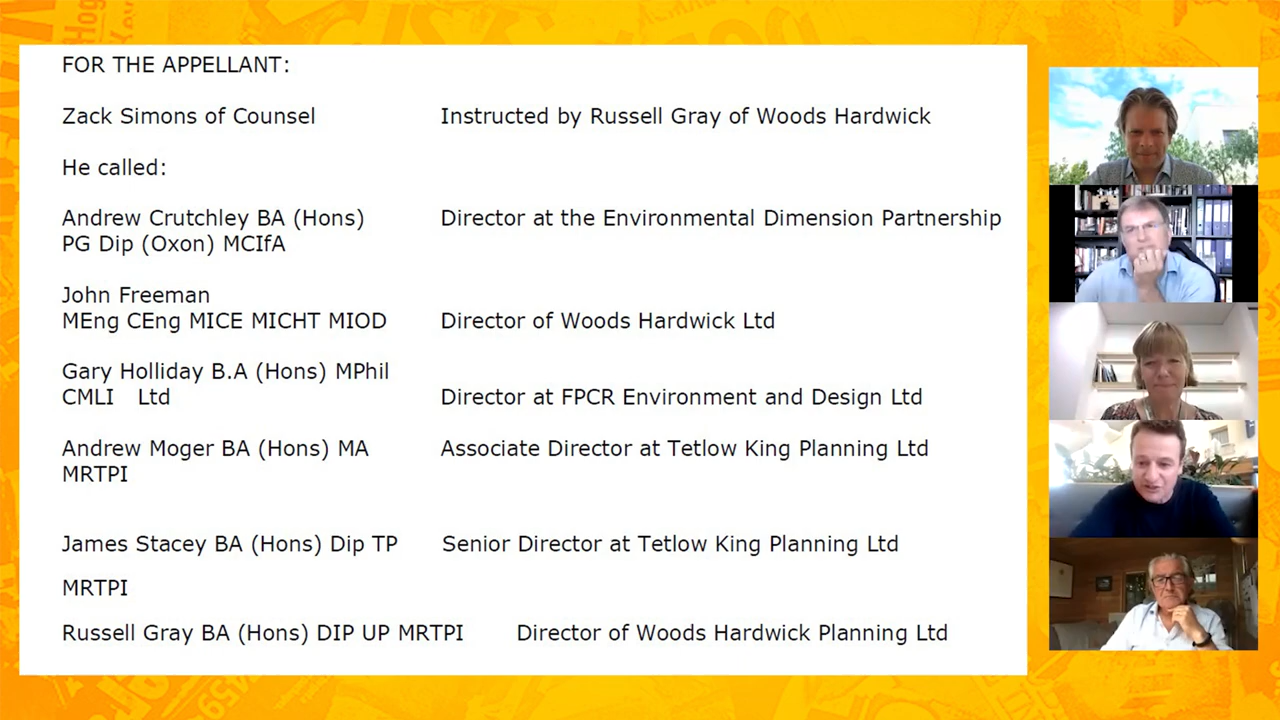 FOR THE APPELLANT:
Zack Simons of Counsel Instructed by Russell Gray of Woods Hardwick
He called:
Andrew Crutchley BA (Hons) Director at the Environmental Dimension Partnership
PG Dip (Oxon) MCIfA
John Freeman
MEng CEng MICE MICHT MIOD Director of Woods Hardwick Ltd
Gary Holliday B.A (Hons) MPhil
CMLI Ltd Director at FPCR Environment and Design Ltd
Andrew Moger BA (Hons) MA Associate Director at Tetlow King Planning Ltd
MRTPI
James Stacey BA (Hons) Dip TP Senior Director at Tetlow King Planning Ltd
MRTPI
Russell Gray BA (Hons) DIP UP MRTPI Director of Woods Hardwick Planning Ltd